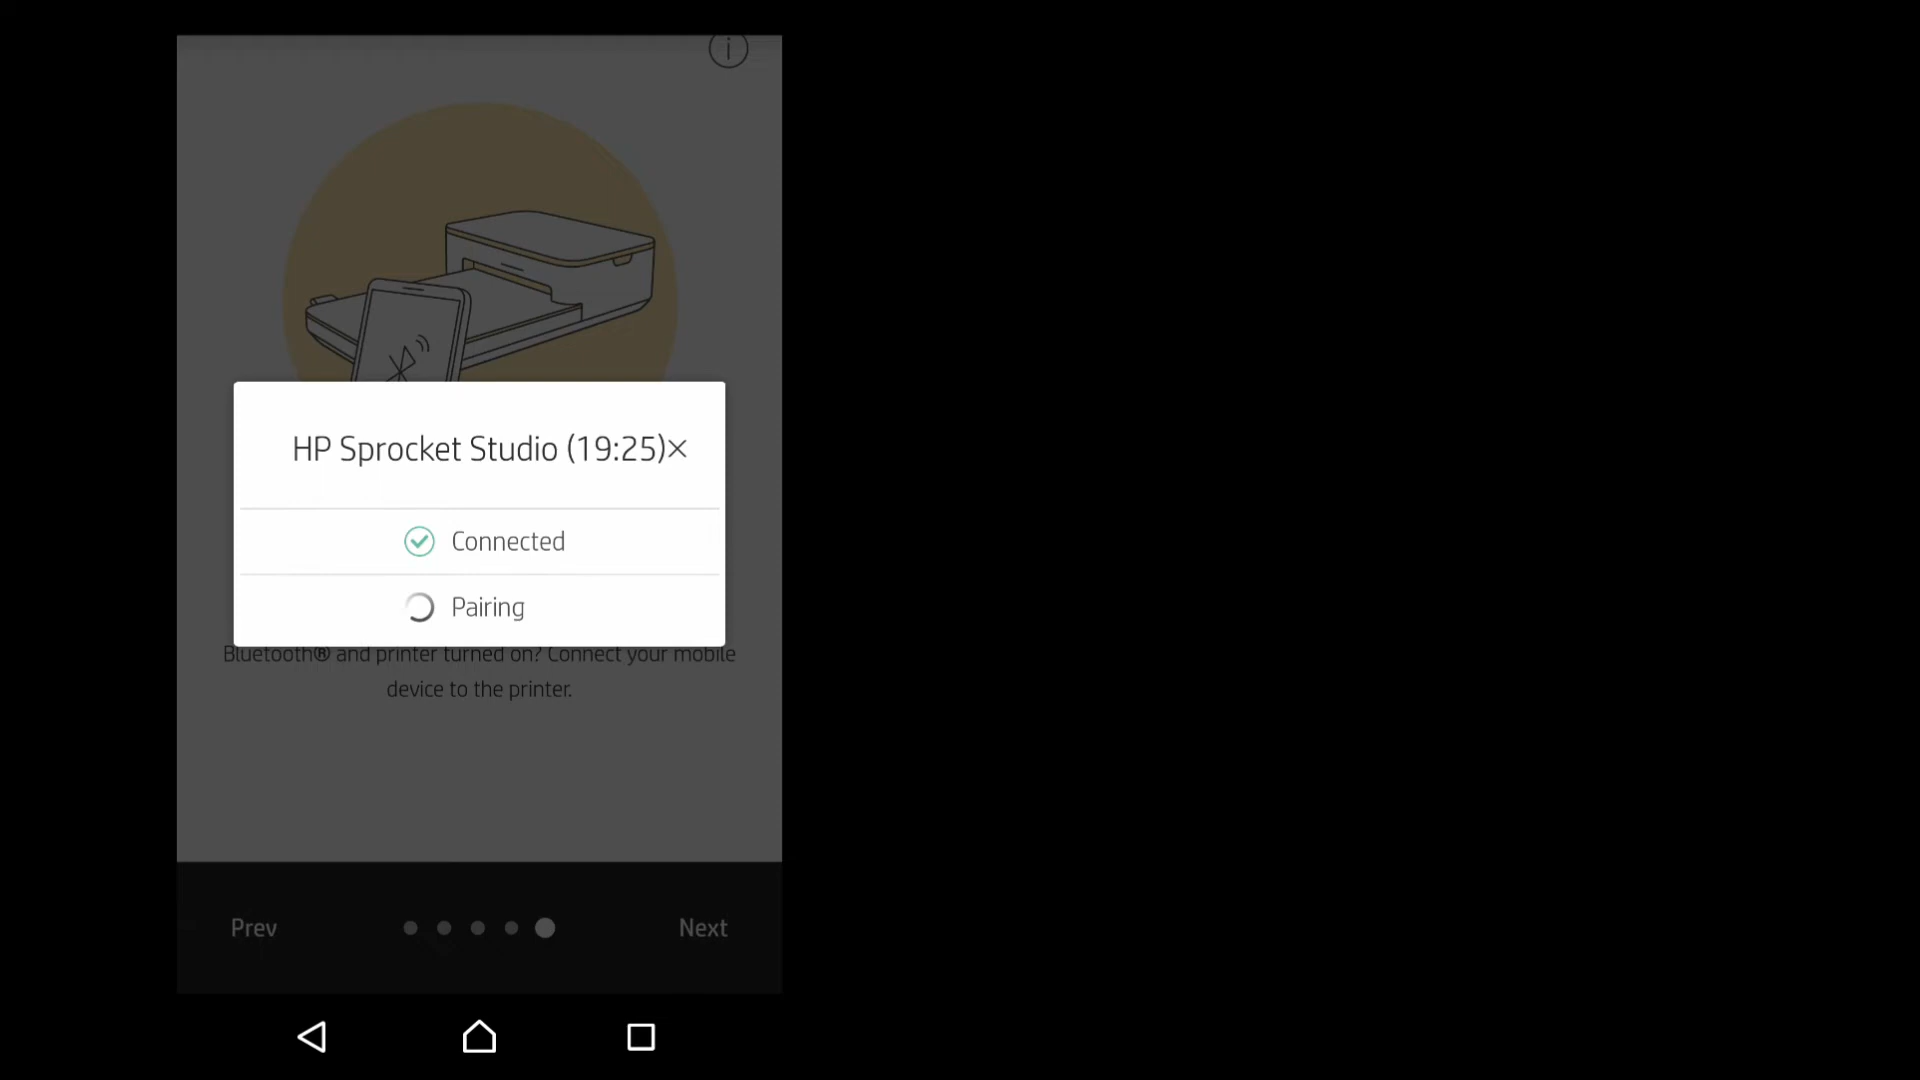 HP Sprocket Studio (19:25)
Connected
Pairing
Bluetooth® and printer turned on? Connect your mobile
device to the printer.
Prev
Next